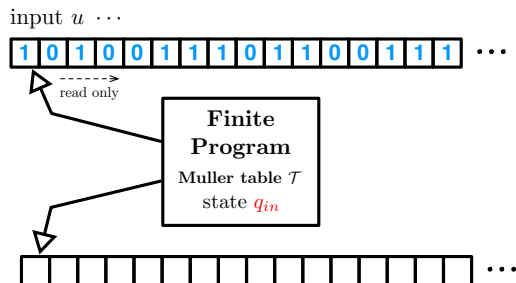 input u ⋯
1 0 1 0 0 1 1 1 0 1 1 0 0 1 1 1 ⋯
read only
Finite
Program
Muller table 𝒯
state q_in
⋯